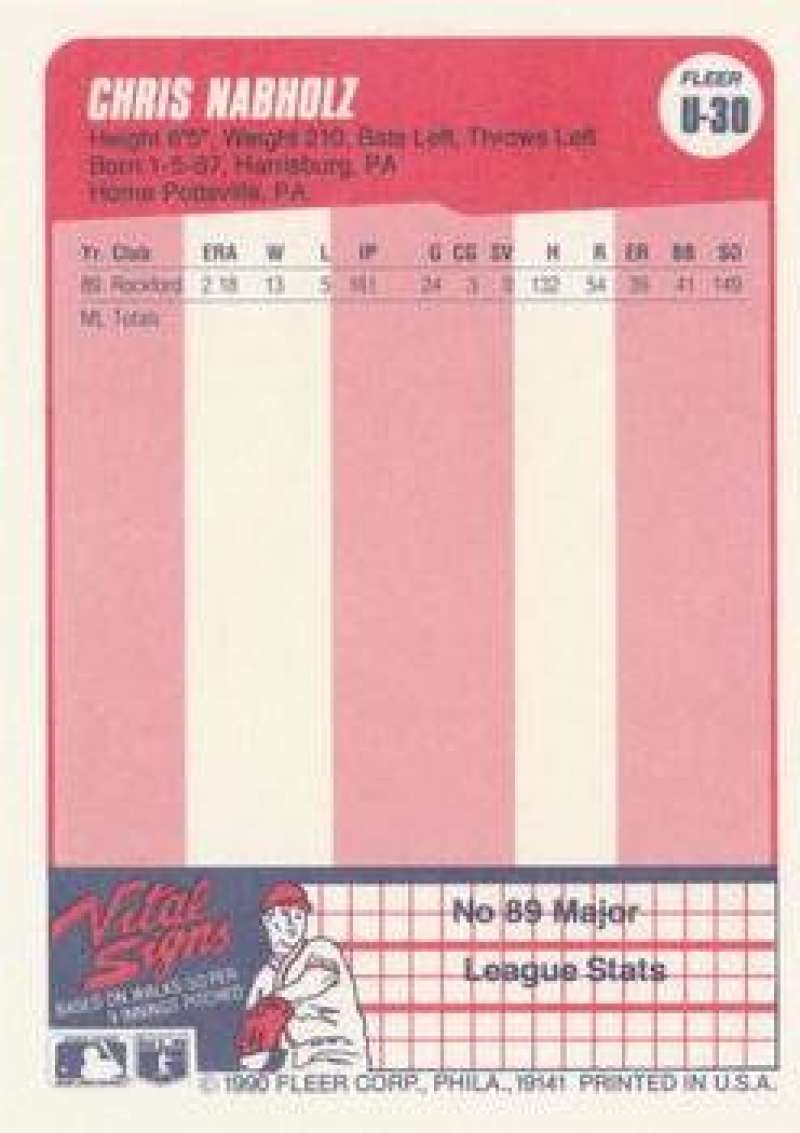 CHRIS NABHOLZ
FLEER
U-30
Height 6'5", Weight 210, Bats Left, Throws Left
Born 1-5-67, Harrisburg, PA
Home Pottsville, PA
Yr. Club ERA W L IP G CG SV H R ER BB SO
89 Rockford 2.18 13 5 161 24 3 0 132 54 39 41 149
ML Totals
Vital
Signs
BASED ON WALKS, SO PER
9 INNINGS PITCHED
No 89 Major
League Stats
© 1990 FLEER CORP., PHILA., 19141 PRINTED IN U.S.A.